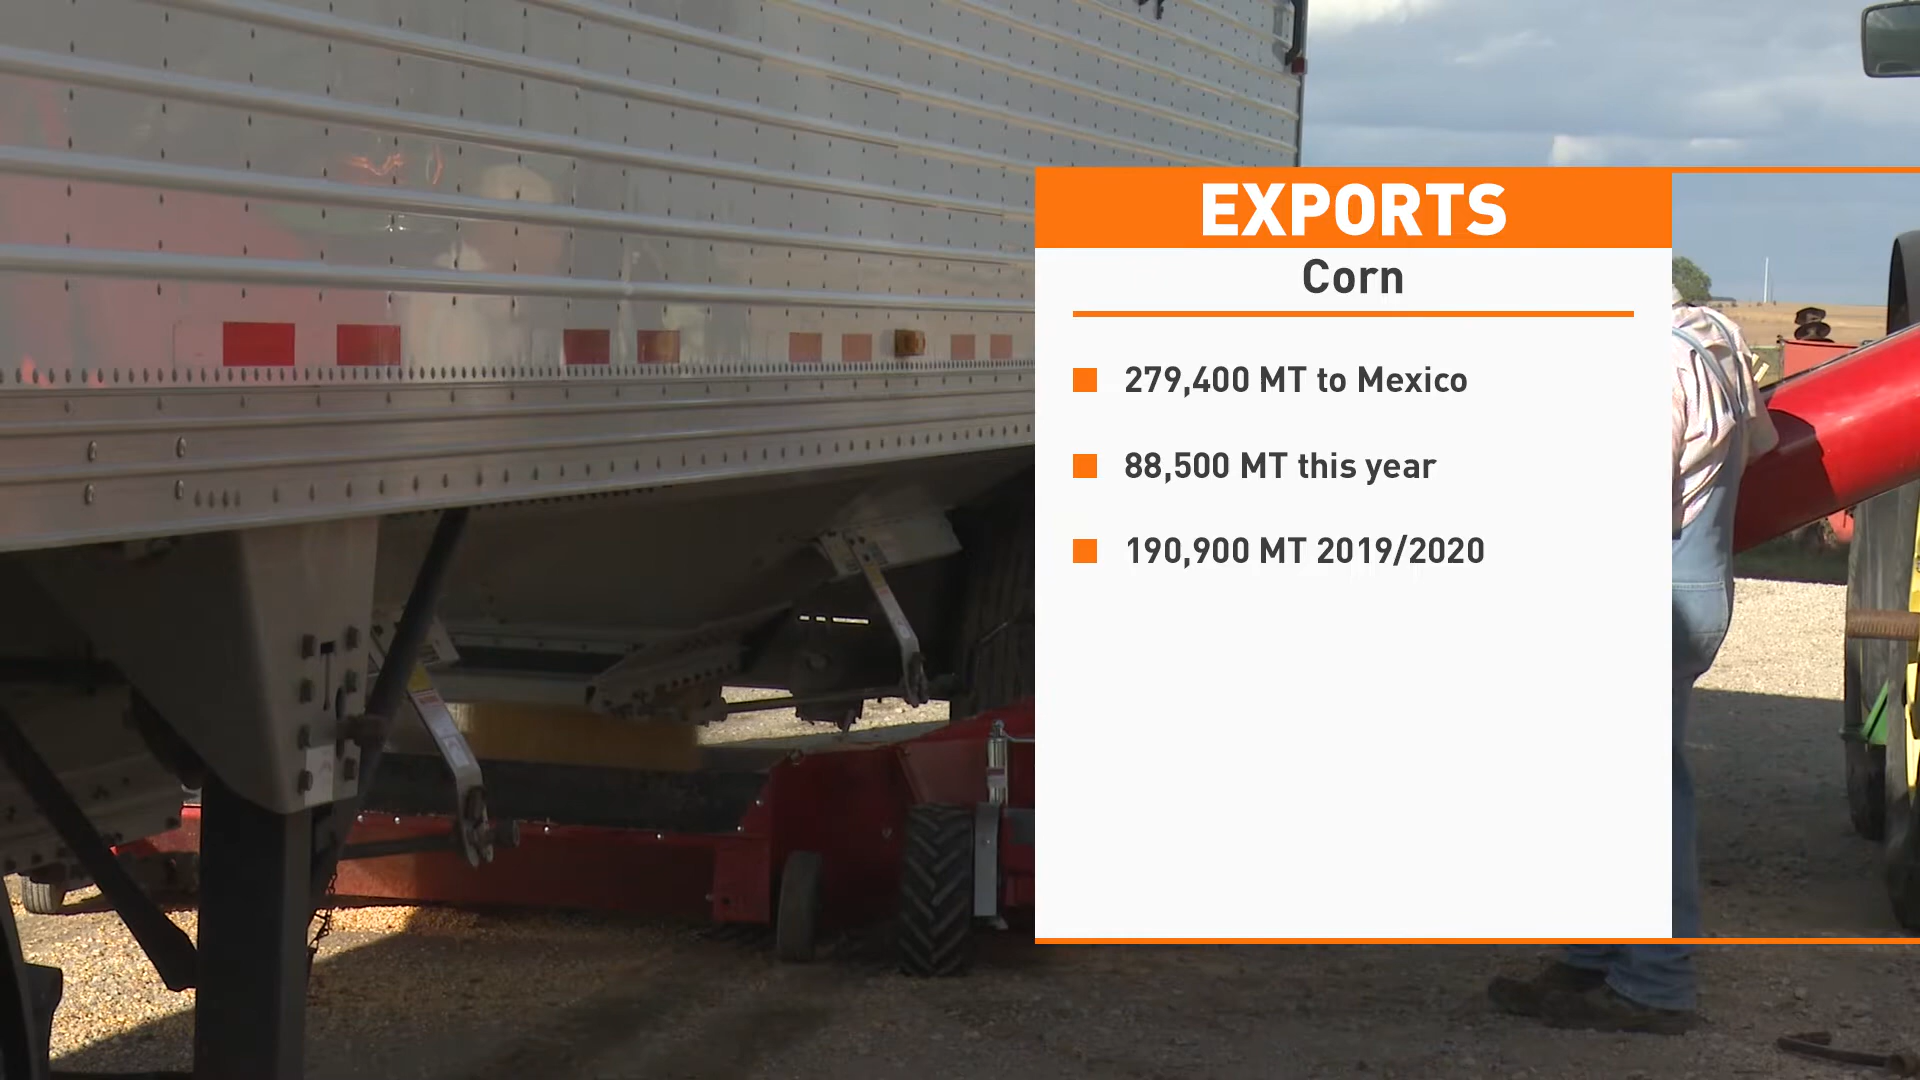 EXPORTS
Corn
279,400 MT to Mexico
88,500 MT this year
190,900 MT 2019/2020